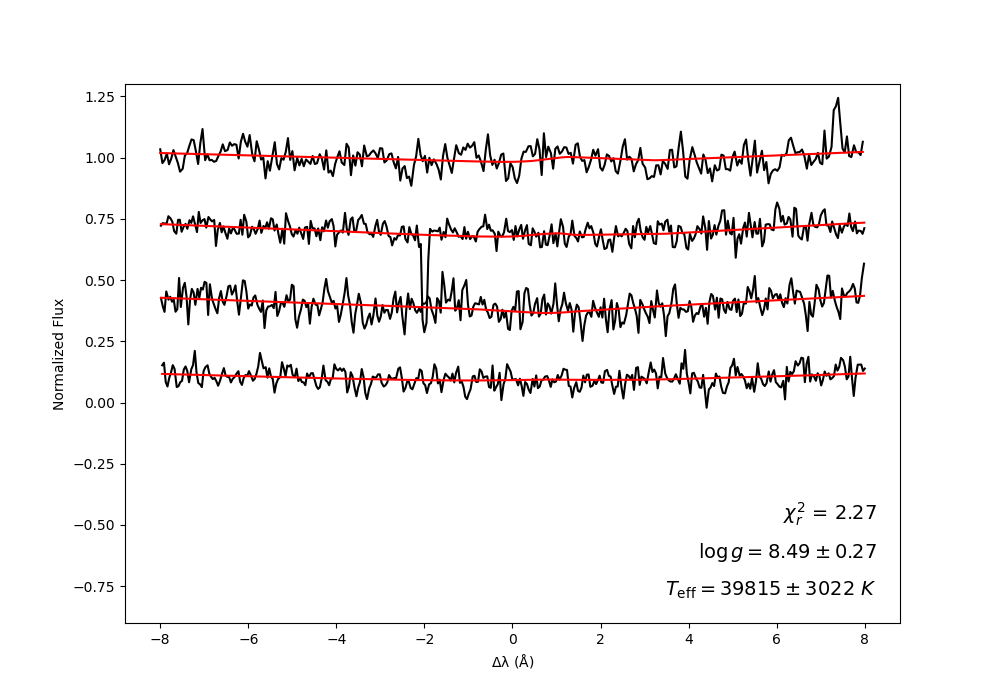 1.25
1.00
0.75
0.50
0.25
0.00
−0.25
−0.50
−0.75
Normalized Flux
χ_r^2 = 2.27
log g = 8.49 ± 0.27
T_eff = 39815 ± 3022 K
−8 −6 −4 −2 0 2 4 6 8
Δλ (Å)